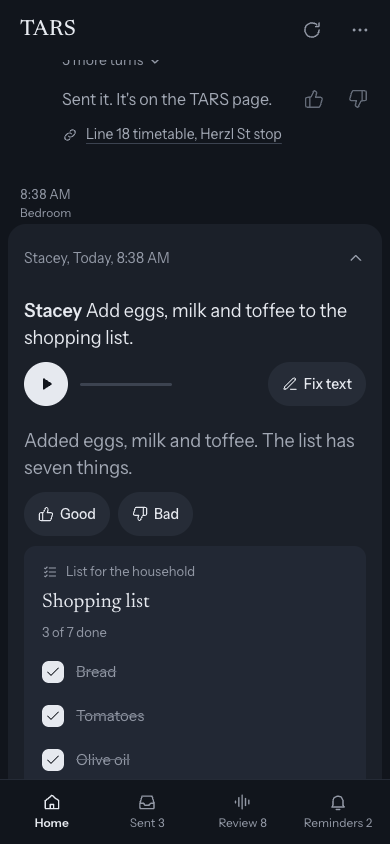 TARS
3 more turns
Sent it. It's on the TARS page.
Line 18 timetable, Herzl St stop
8:38 AM
Bedroom
Stacey, Today, 8:38 AM
Stacey Add eggs, milk and toffee to the
shopping list.
Fix text
Added eggs, milk and toffee. The list has
seven things.
Good
Bad
List for the household
Shopping list
3 of 7 done
Bread
Tomatoes
Olive oil
Home
Sent 3
Review 8
Reminders 2